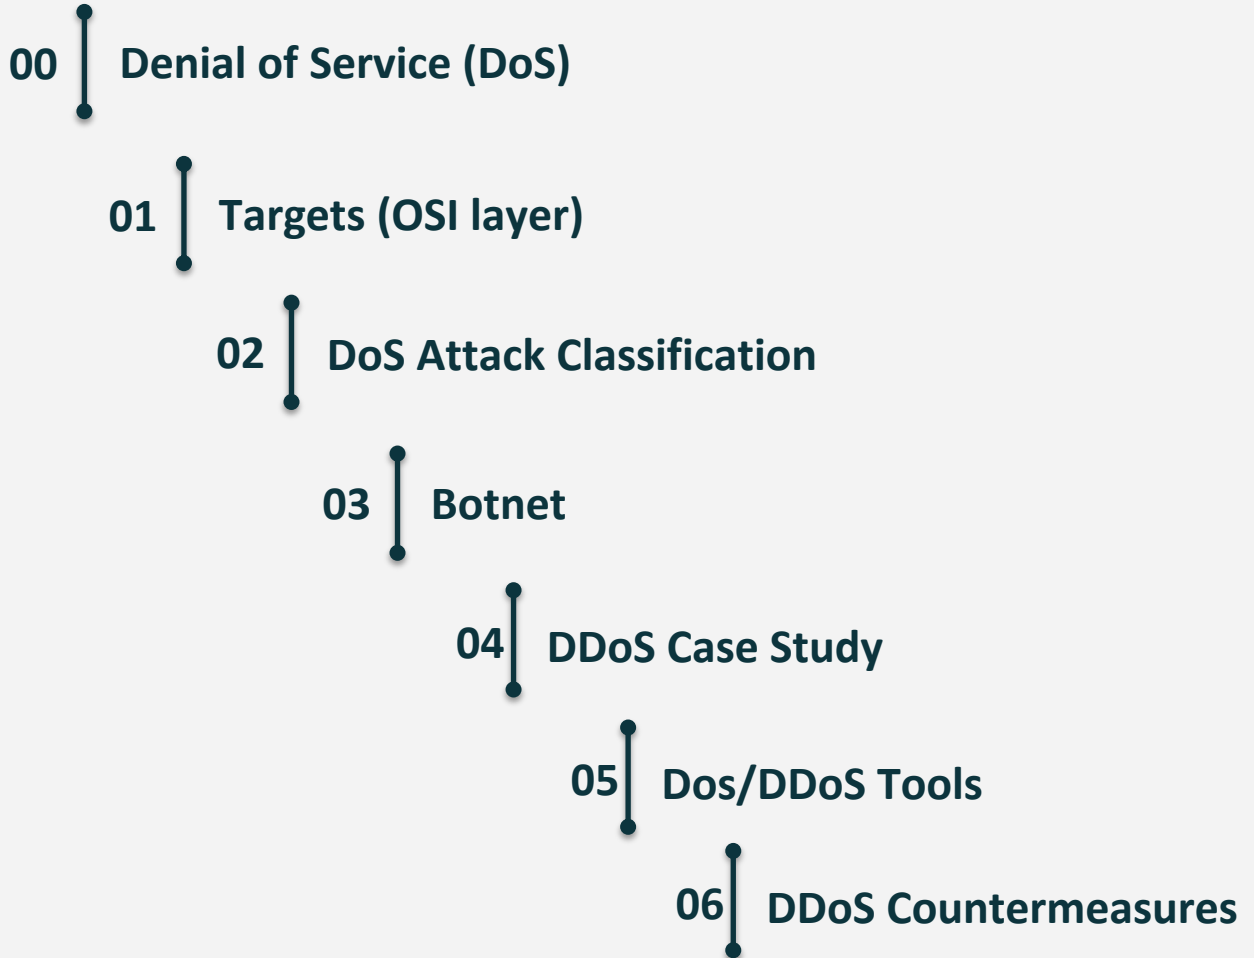 00 Denial of Service (DoS)
01 Targets (OSI layer)
02 DoS Attack Classification
03 Botnet
04 DDoS Case Study
05 Dos/DDoS Tools
06 DDoS Countermeasures